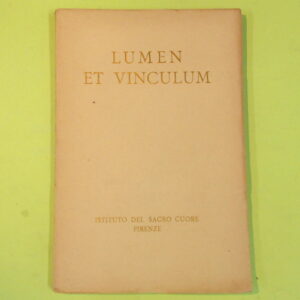 LUMEN
ET VINCULUM
ISTITUTO DEL SACRO CUORE
FIRENZE